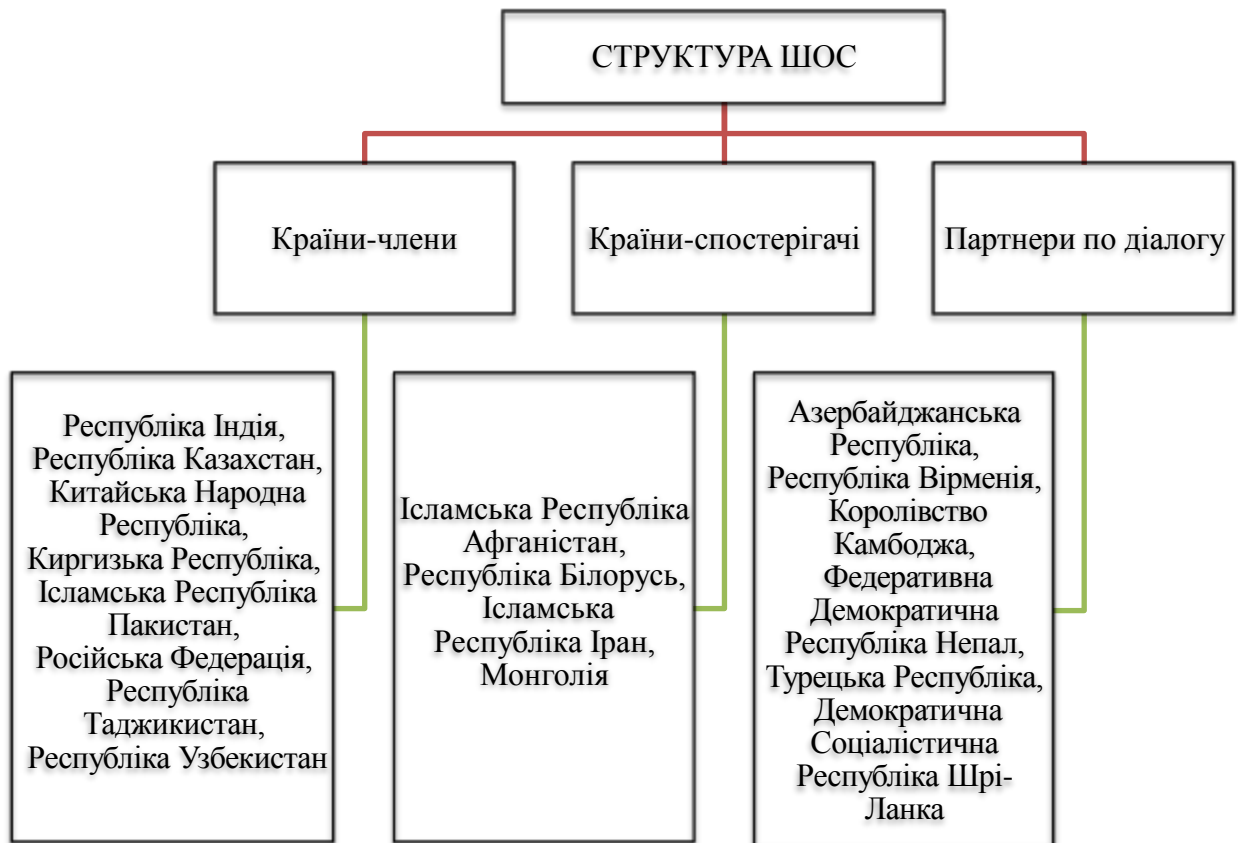 СТРУКТУРА ШОС
Країни-члени
Країни-спостерігачі
Партнери по діалогу
Республіка Індія,
Республіка Казахстан,
Китайська Народна
Республіка,
Киргизька Республіка,
Ісламська Республіка
Пакистан,
Російська Федерація,
Республіка
Таджикистан,
Республіка Узбекистан
Ісламська Республіка
Афганістан,
Республіка Білорусь,
Ісламська
Республіка Іран,
Монголія
Азербайджанська
Республіка,
Республіка Вірменія,
Королівство
Камбоджа,
Федеративна
Демократична
Республіка Непал,
Турецька Республіка,
Демократична
Соціалістична
Республіка Шрі-
Ланка